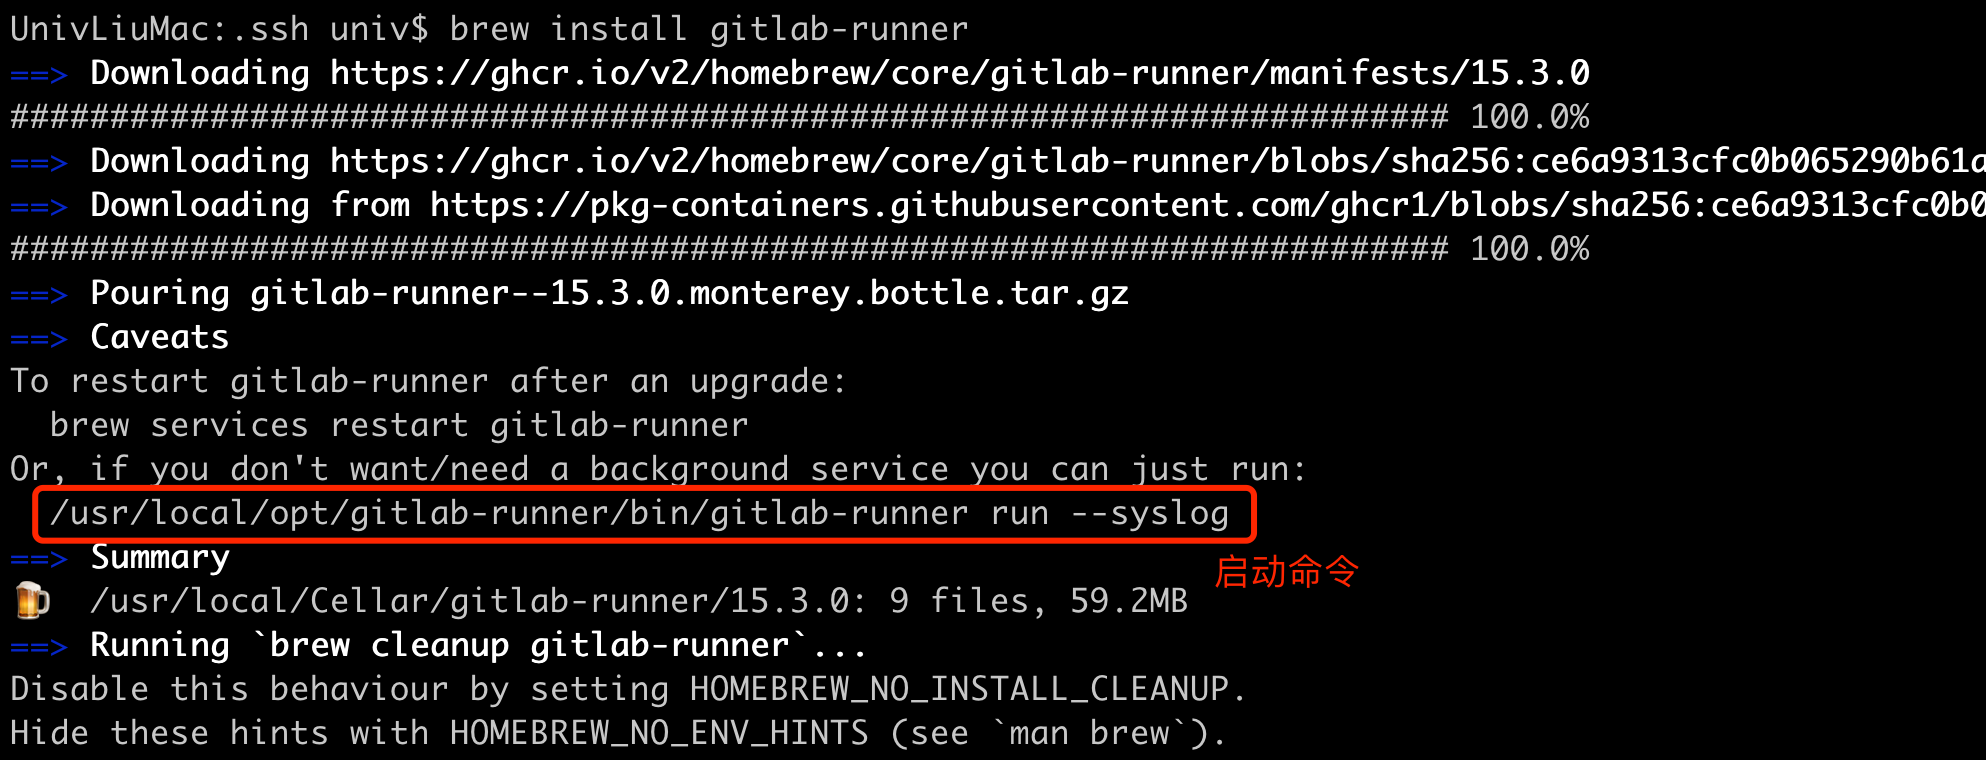 UnivLiuMac:.ssh univ$ brew install gitlab-runner
==> Downloading https://ghcr.io/v2/homebrew/core/gitlab-runner/manifests/15.3.0
######################################################################## 100.0%
==> Downloading https://ghcr.io/v2/homebrew/core/gitlab-runner/blobs/sha256:ce6a9313cfc0b065290b61a
==> Downloading from https://pkg-containers.githubusercontent.com/ghcr1/blobs/sha256:ce6a9313cfc0b0
######################################################################## 100.0%
==> Pouring gitlab-runner--15.3.0.monterey.bottle.tar.gz
==> Caveats
To restart gitlab-runner after an upgrade:
  brew services restart gitlab-runner
Or, if you don't want/need a background service you can just run:
  /usr/local/opt/gitlab-runner/bin/gitlab-runner run --syslog
==> Summary
启动命令
🍺  /usr/local/Cellar/gitlab-runner/15.3.0: 9 files, 59.2MB
==> Running `brew cleanup gitlab-runner`...
Disable this behaviour by setting HOMEBREW_NO_INSTALL_CLEANUP.
Hide these hints with HOMEBREW_NO_ENV_HINTS (see `man brew`).